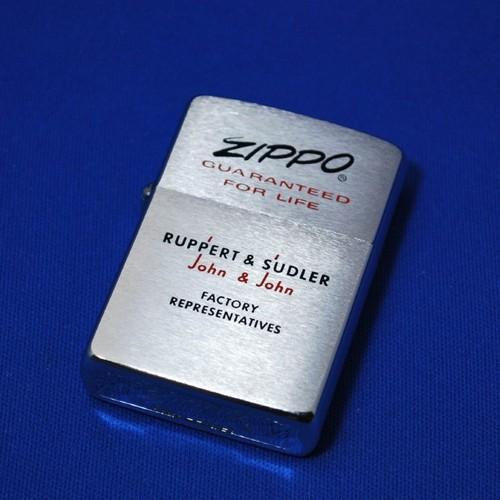 ZIPPO ®
GUARANTEED
FOR LIFE
RUPPERT & SUDLER
John & John
FACTORY
REPRESENTATIVES